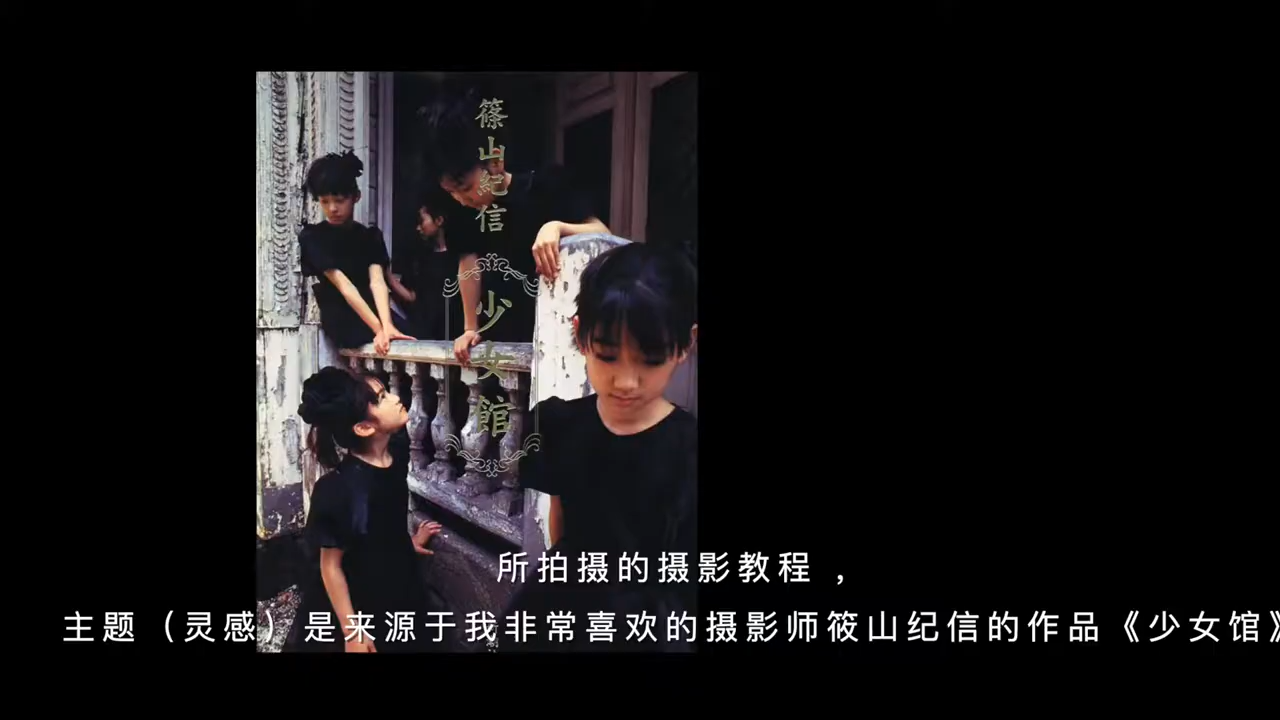 篠山紀信
少女館
所拍摄的摄影教程 ，
主题（灵感）是来源于我非常喜欢的摄影师筱山纪信的作品《少女馆》